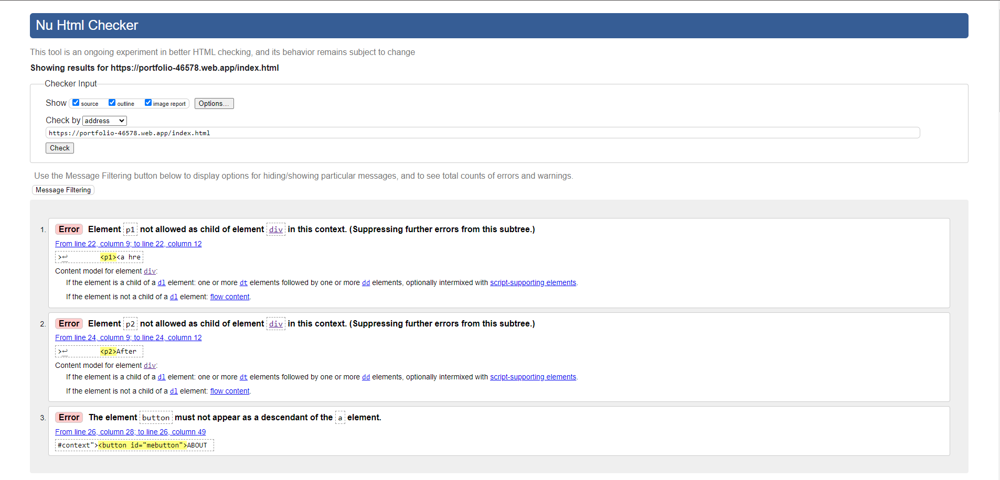 Nu Html Checker
This tool is an ongoing experiment in better HTML checking, and its behavior remains subject to change
Showing results for https://portfolio-46578.web.app/index.html
Checker Input
Show source outline image report Options...
Check by address
https://portfolio-46578.web.app/index.html
Check
Use the Message Filtering button below to display options for hiding/showing particular messages, and to see total counts of errors and warnings.
Message Filtering
1. Error Element p1 not allowed as child of element div in this context. (Suppressing further errors from this subtree.)
From line 22, column 9; to line 22, column 12
>↩ <p1><a hre
Content model for element div:
If the element is a child of a dl element: one or more dt elements followed by one or more dd elements, optionally intermixed with script-supporting elements.
If the element is not a child of a dl element: flow content.
2. Error Element p2 not allowed as child of element div in this context. (Suppressing further errors from this subtree.)
From line 24, column 9; to line 24, column 12
>↩ <p2>After
Content model for element div:
If the element is a child of a dl element: one or more dt elements followed by one or more dd elements, optionally intermixed with script-supporting elements.
If the element is not a child of a dl element: flow content.
3. Error The element button must not appear as a descendant of the a element.
From line 26, column 28; to line 26, column 49
#context"><button id="mebutton">ABOUT